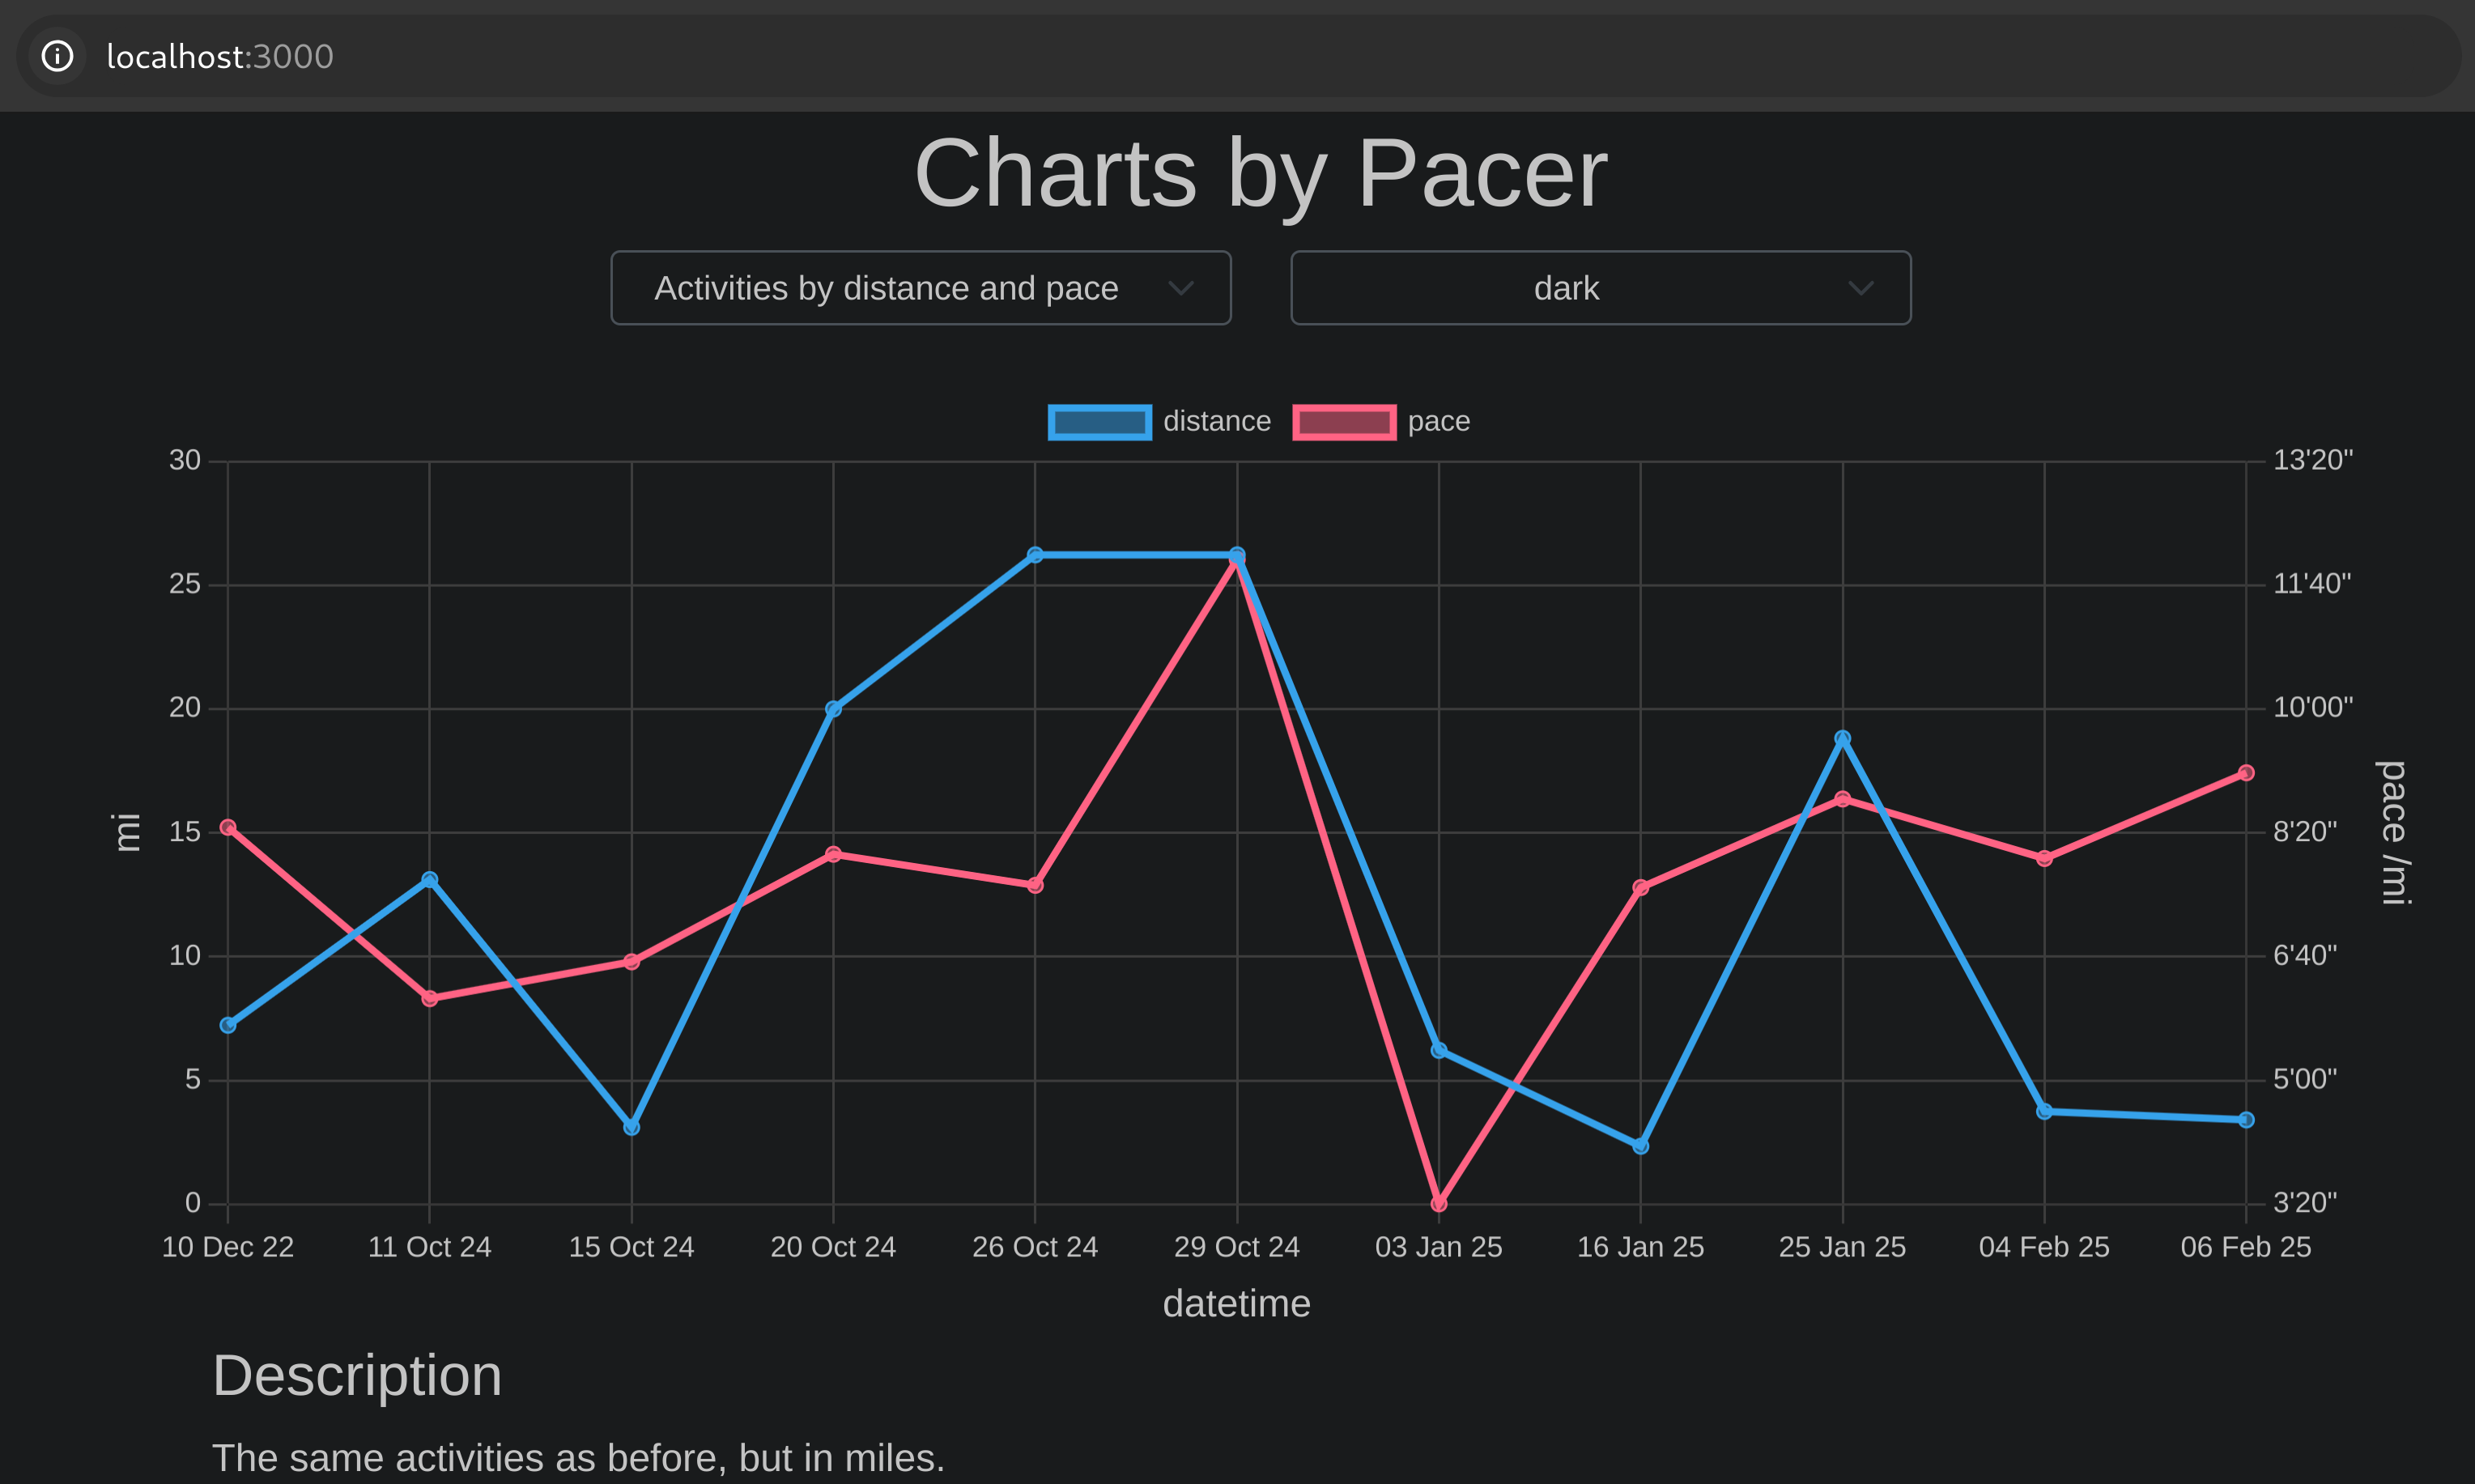 localhost:3000
Charts by Pacer
Activities by distance and pace
dark
distance
pace
30
25
20
15
10
5
0
mi
13'20"
11'40"
10'00"
8'20"
6'40"
5'00"
3'20"
pace /mi
10 Dec 22
11 Oct 24
15 Oct 24
20 Oct 24
26 Oct 24
29 Oct 24
03 Jan 25
16 Jan 25
25 Jan 25
04 Feb 25
06 Feb 25
datetime
Description
The same activities as before, but in miles.